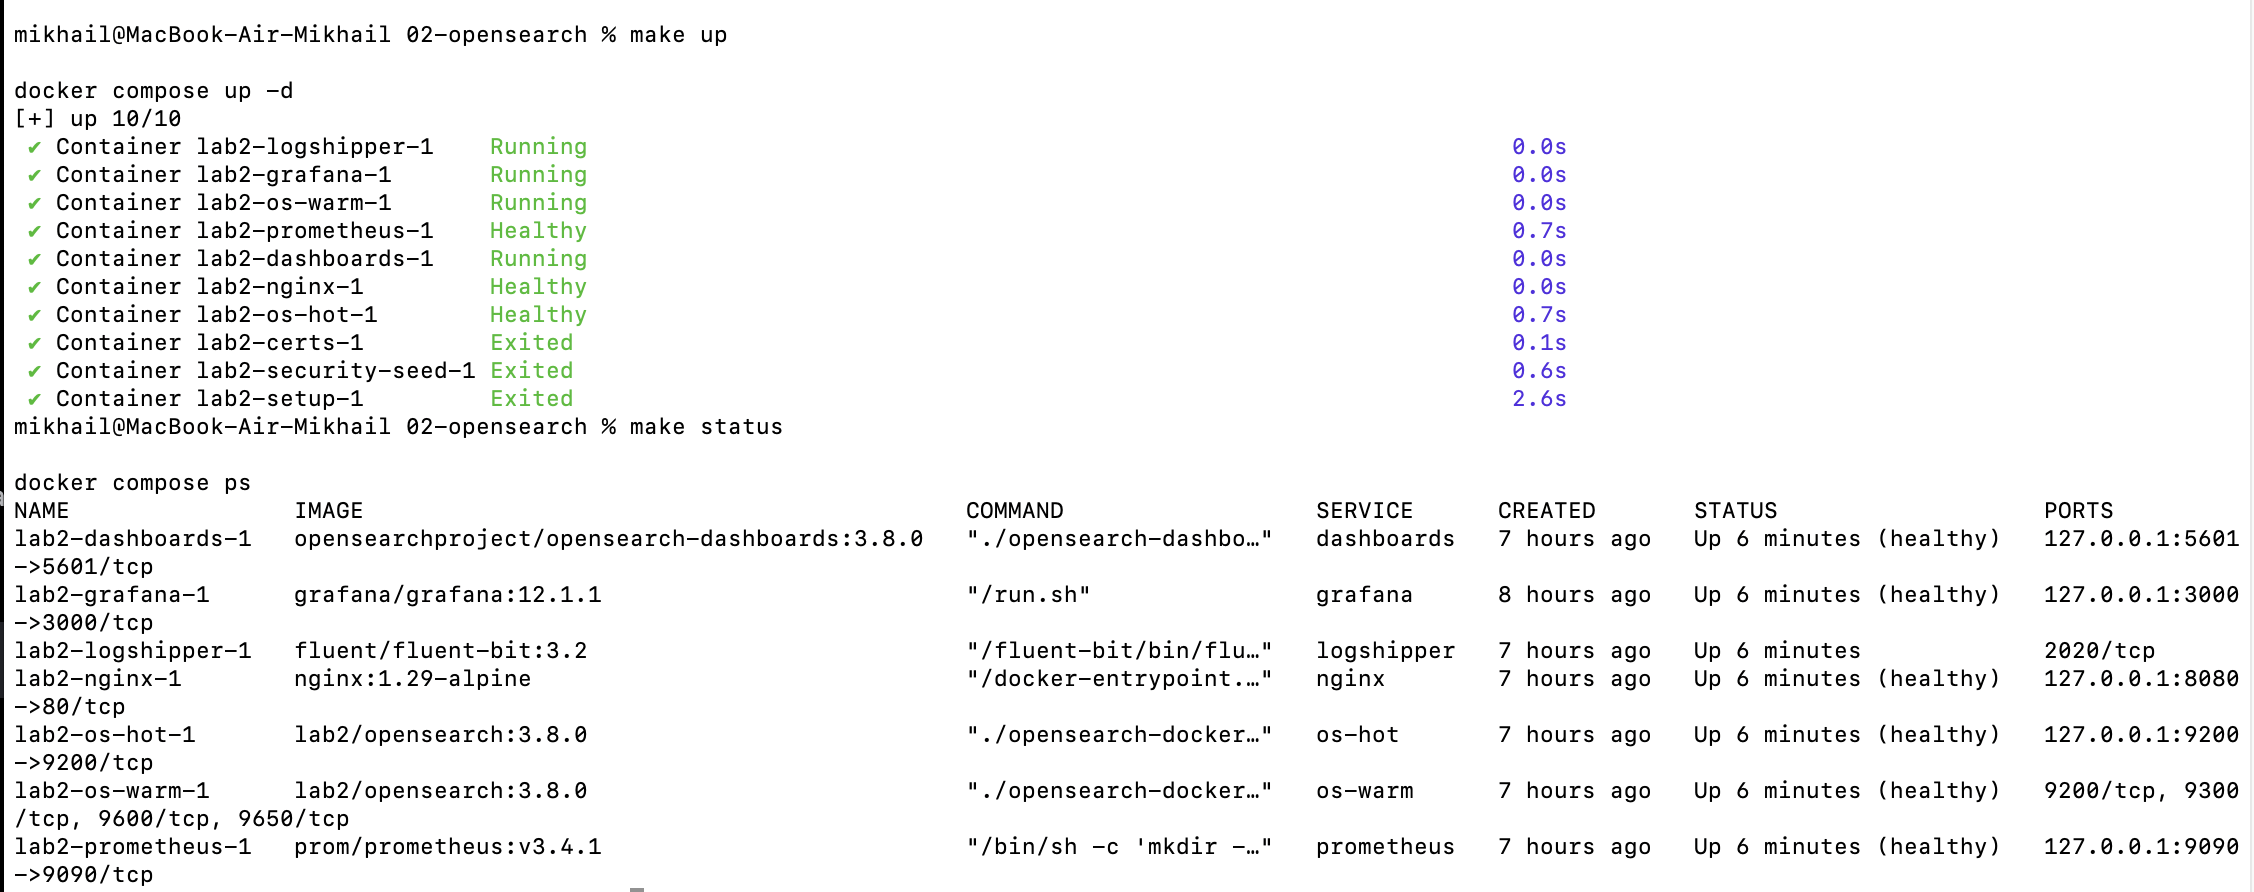 mikhail@MacBook-Air-Mikhail 02-opensearch % make up
docker compose up -d
[+] up 10/10
✔ Container lab2-logshipper-1 Running 0.0s
✔ Container lab2-grafana-1 Running 0.0s
✔ Container lab2-os-warm-1 Running 0.0s
✔ Container lab2-prometheus-1 Healthy 0.7s
✔ Container lab2-dashboards-1 Running 0.0s
✔ Container lab2-nginx-1 Healthy 0.0s
✔ Container lab2-os-hot-1 Healthy 0.7s
✔ Container lab2-certs-1 Exited 0.1s
✔ Container lab2-security-seed-1 Exited 0.6s
✔ Container lab2-setup-1 Exited 2.6s
mikhail@MacBook-Air-Mikhail 02-opensearch % make status
docker compose ps
NAME IMAGE COMMAND SERVICE CREATED STATUS PORTS
lab2-dashboards-1 opensearchproject/opensearch-dashboards:3.8.0 "./opensearch-dashbo…" dashboards 7 hours ago Up 6 minutes (healthy) 127.0.0.1:5601
->5601/tcp
lab2-grafana-1 grafana/grafana:12.1.1 "/run.sh" grafana 8 hours ago Up 6 minutes (healthy) 127.0.0.1:3000
->3000/tcp
lab2-logshipper-1 fluent/fluent-bit:3.2 "/fluent-bit/bin/flu…" logshipper 7 hours ago Up 6 minutes 2020/tcp
lab2-nginx-1 nginx:1.29-alpine "/docker-entrypoint.…" nginx 7 hours ago Up 6 minutes (healthy) 127.0.0.1:8080
->80/tcp
lab2-os-hot-1 lab2/opensearch:3.8.0 "./opensearch-docker…" os-hot 7 hours ago Up 6 minutes (healthy) 127.0.0.1:9200
->9200/tcp
lab2-os-warm-1 lab2/opensearch:3.8.0 "./opensearch-docker…" os-warm 7 hours ago Up 6 minutes (healthy) 9200/tcp, 9300
/tcp, 9600/tcp, 9650/tcp
lab2-prometheus-1 prom/prometheus:v3.4.1 "/bin/sh -c 'mkdir -…" prometheus 7 hours ago Up 6 minutes (healthy) 127.0.0.1:9090
->9090/tcp